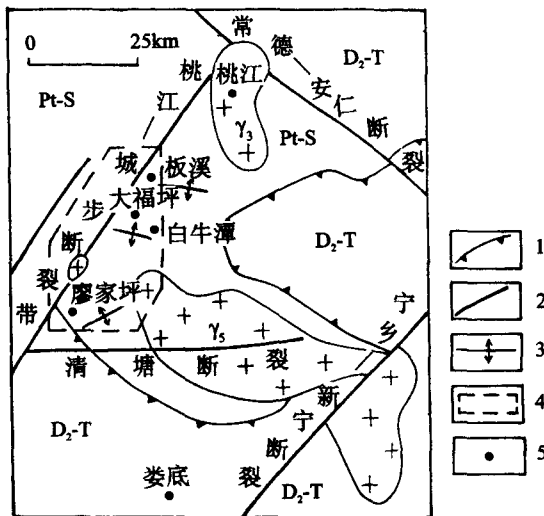 0 25km
常德—安仁断裂
D₂-T
桃江
Pt-S
桃江—城步断裂带
γ₃
Pt-S
板溪
大福坪
白牛潭
D₂-T
廖家坪
γ₅
清塘断裂
宁乡—新宁断裂
D₂-T
娄底
D₂-T
1
2
3
4
5